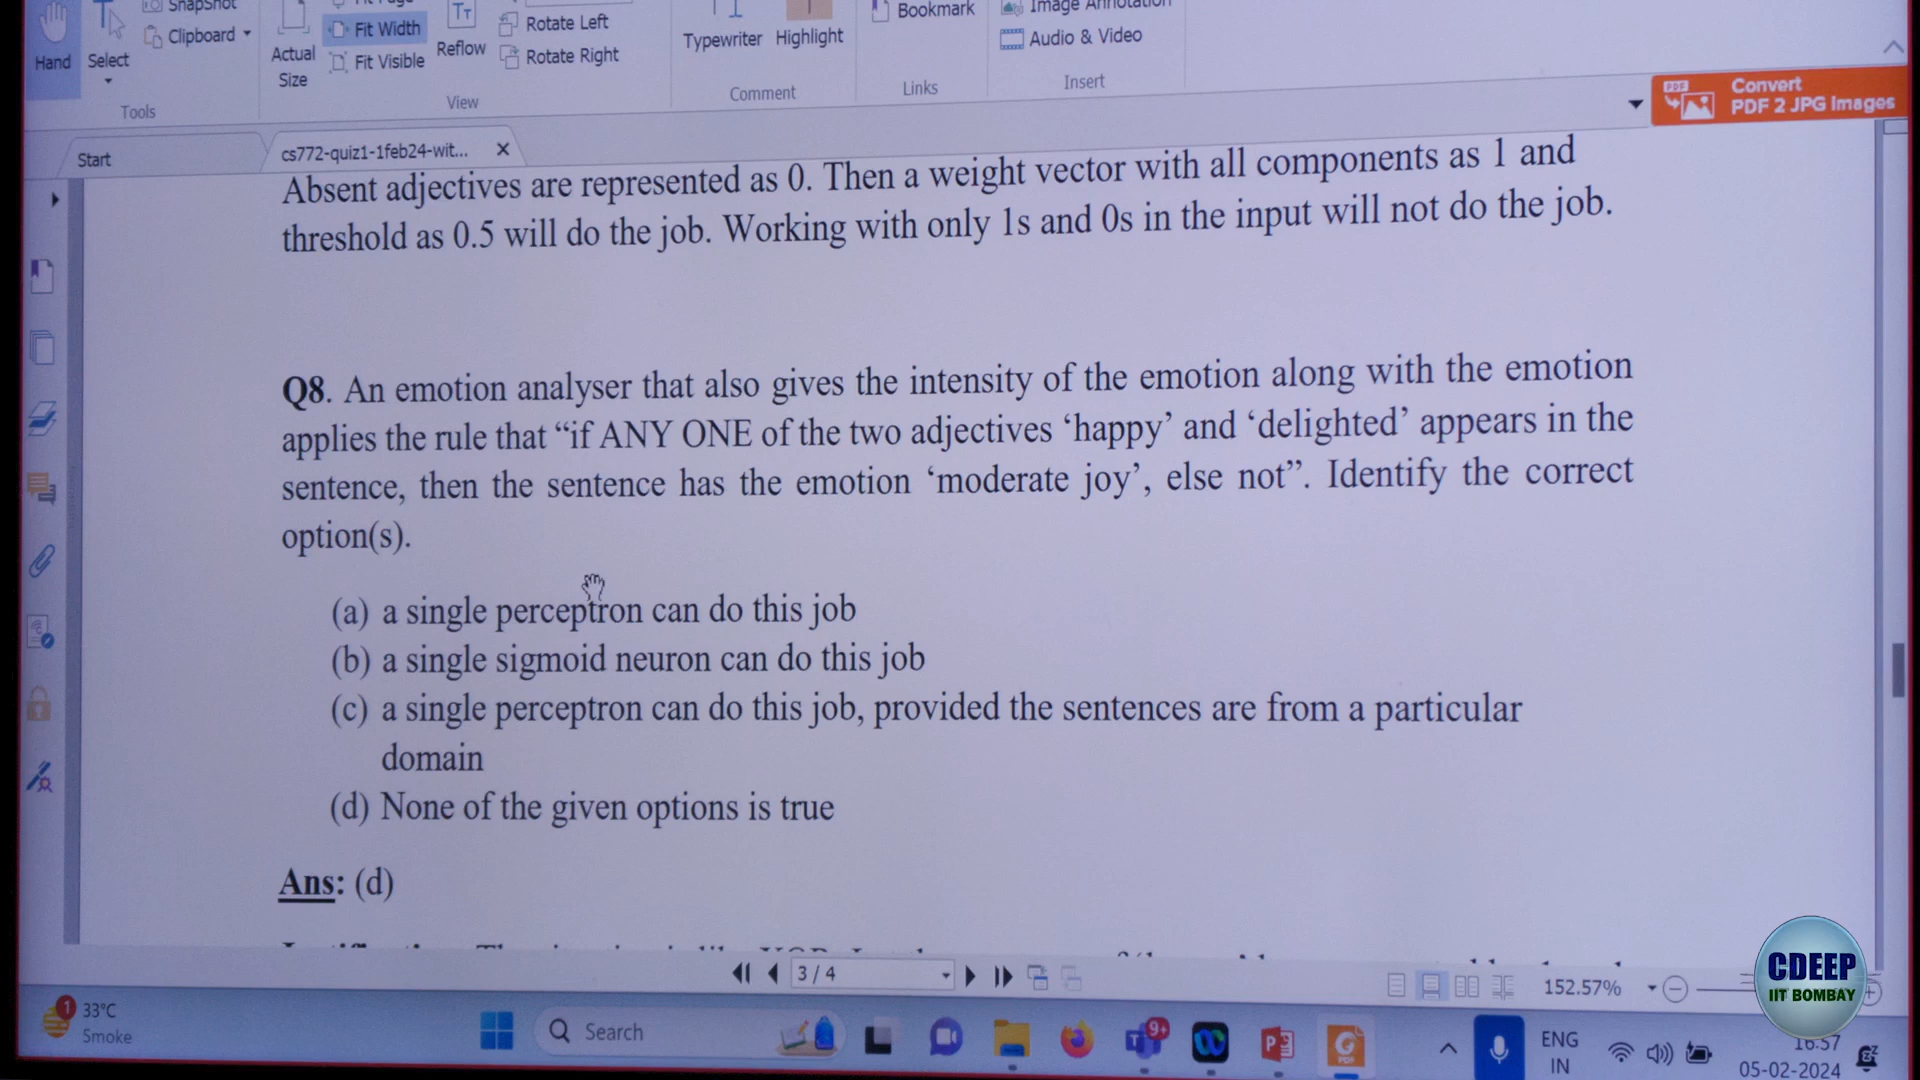 SnapShot
Clipboard
Hand
Select
Tools
Actual
Size
Fit Page
Fit Width
Fit Visible
Reflow
Rotate Left
Rotate Right
View
Typewriter
Highlight
Comment
Bookmark
Links
Image Annotation
Audio & Video
Insert
Convert
PDF 2 JPG Images
Start
cs772-quiz1-1feb24-wit...
Absent adjectives are represented as 0. Then a weight vector with all components as 1 and
threshold as 0.5 will do the job. Working with only 1s and 0s in the input will not do the job.
Q8. An emotion analyser that also gives the intensity of the emotion along with the emotion
applies the rule that “if ANY ONE of the two adjectives ‘happy’ and ‘delighted’ appears in the
sentence, then the sentence has the emotion ‘moderate joy’, else not”. Identify the correct
option(s).
(a) a single perceptron can do this job
(b) a single sigmoid neuron can do this job
(c) a single perceptron can do this job, provided the sentences are from a particular
domain
(d) None of the given options is true
Ans: (d)
3 / 4
152.57%
CDEEP
IIT BOMBAY
1
33°C
Smoke
Search
9+
ENG
IN
16:57
05-02-2024